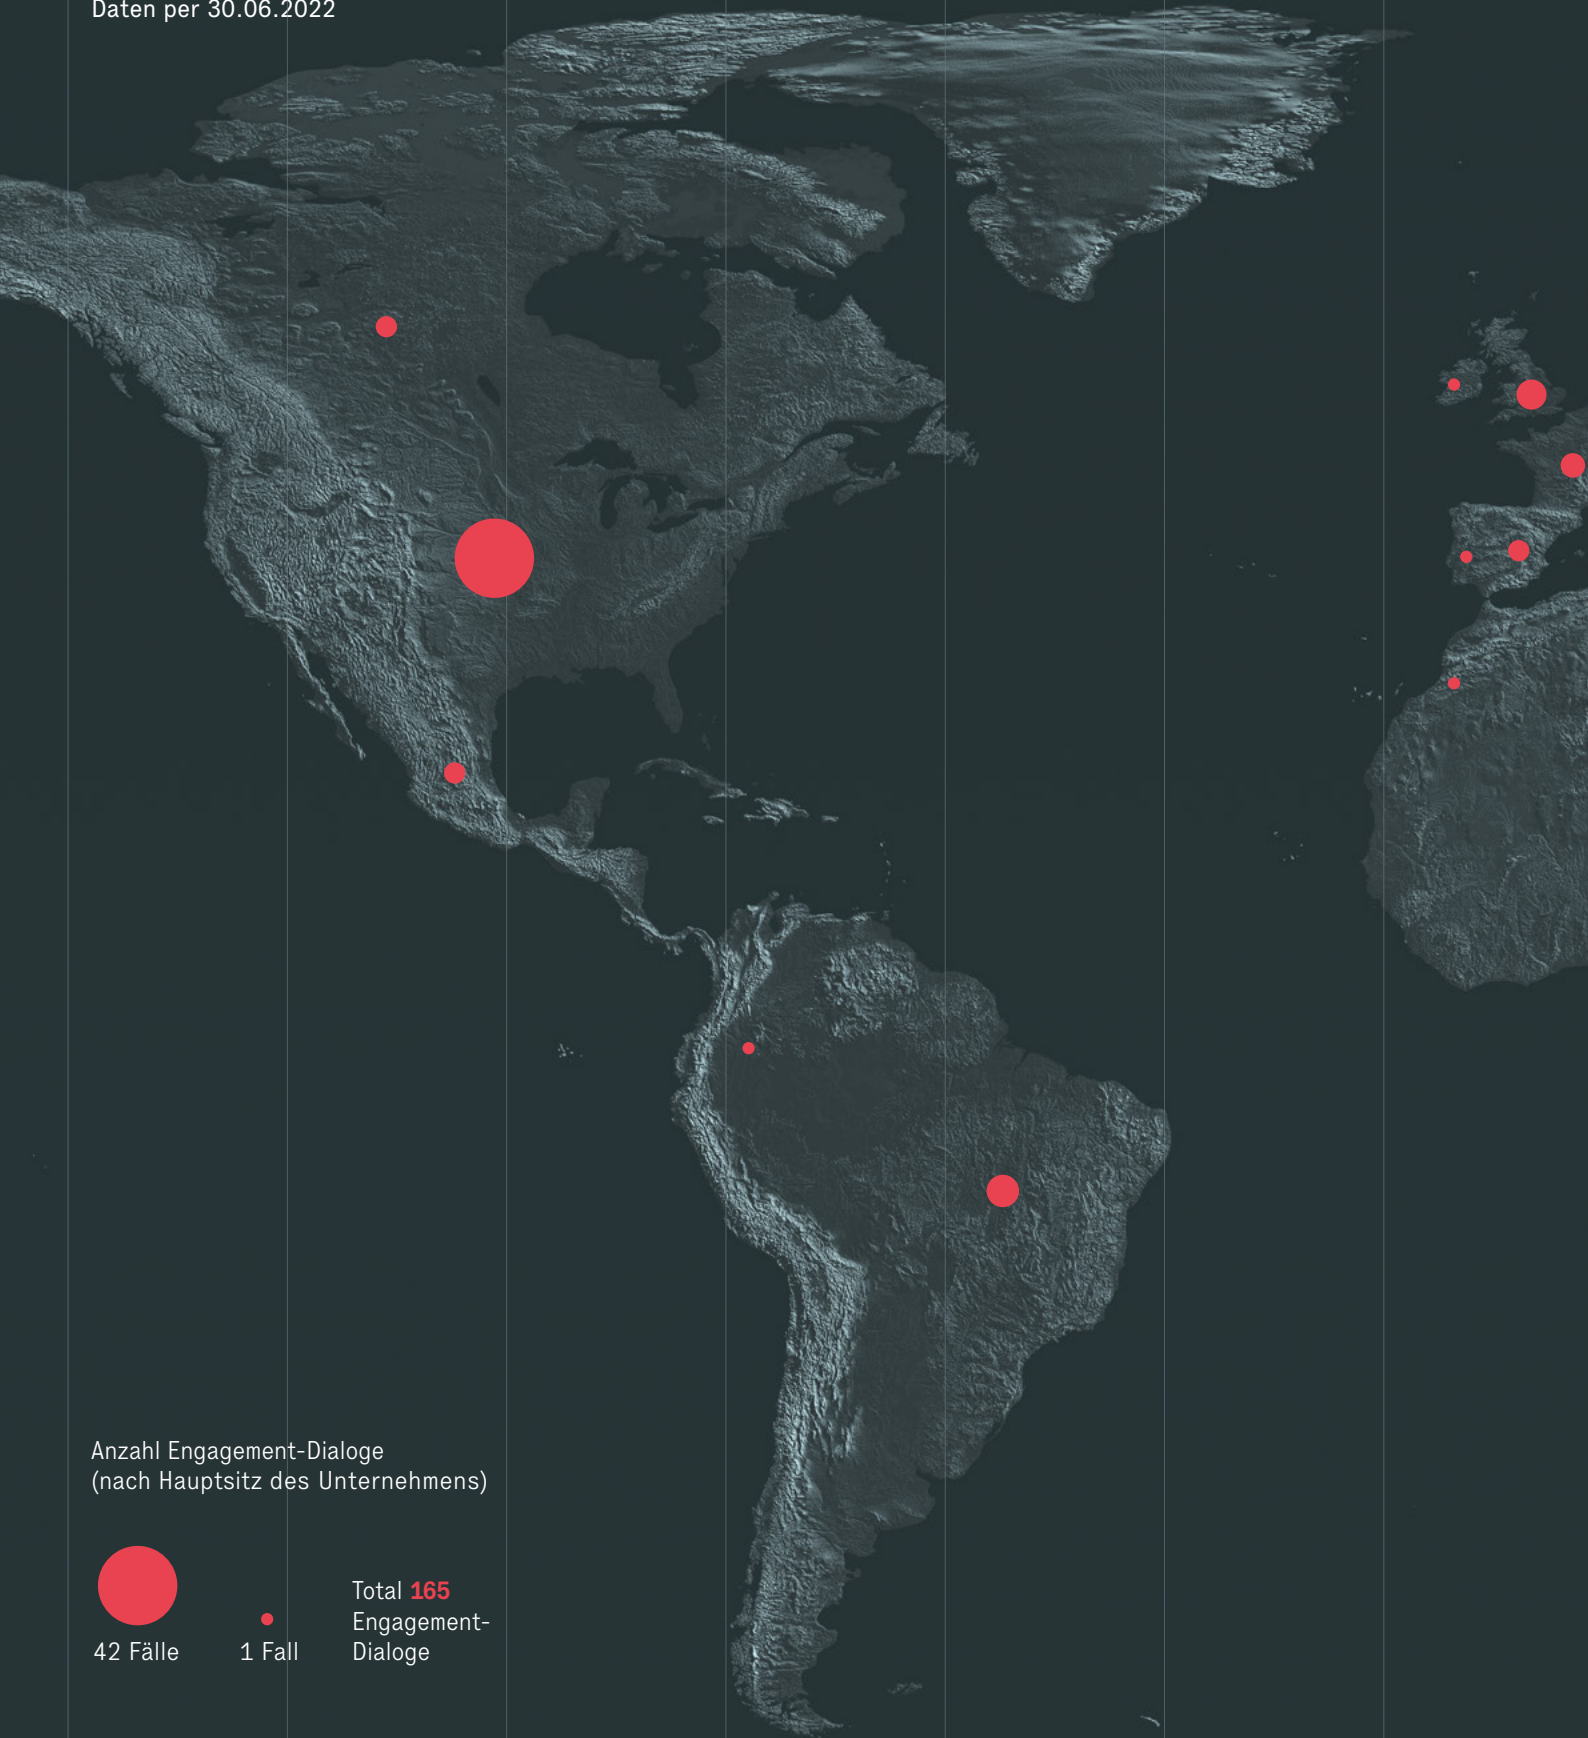 Daten per 30.06.2022
Anzahl Engagement-Dialoge
(nach Hauptsitz des Unternehmens)
42 Fälle
1 Fall
Total 165
Engagement-
Dialoge